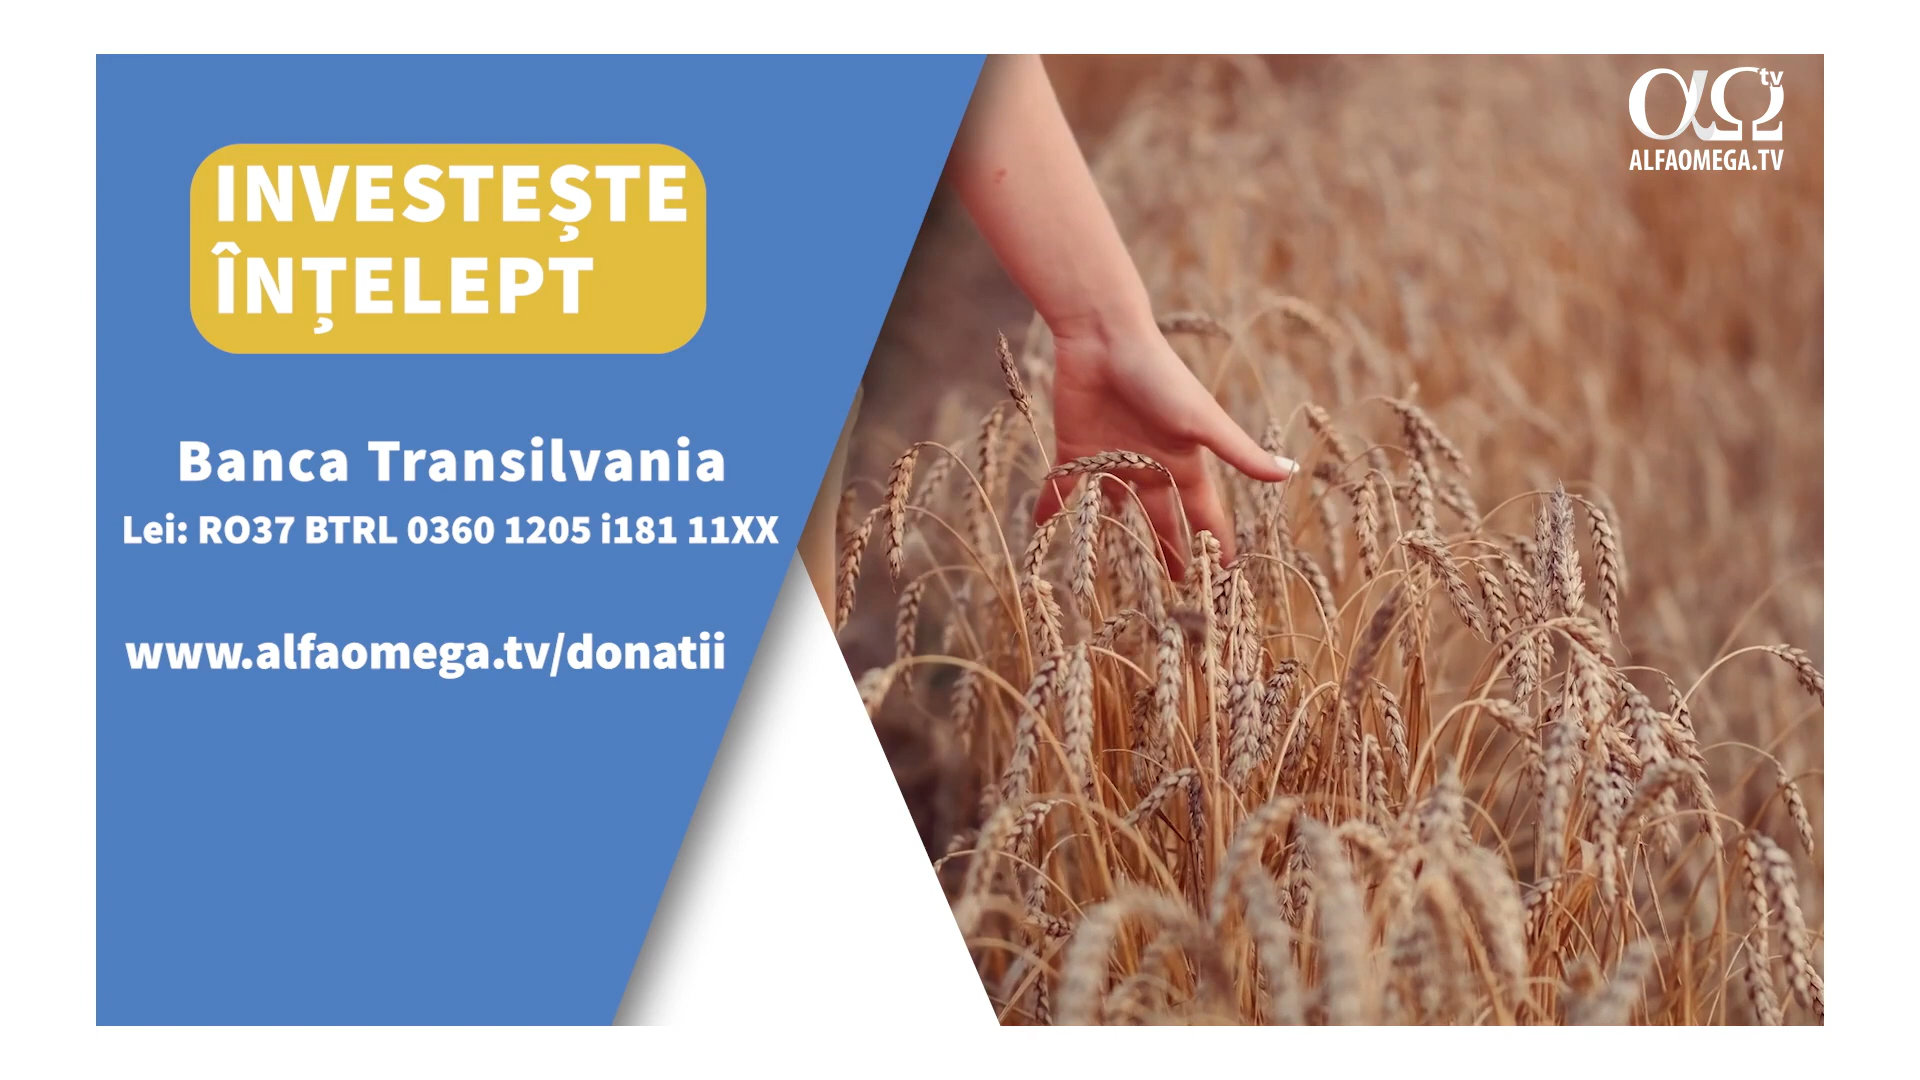 INVESTEȘTE
ÎNȚELEPT
Banca Transilvania
Lei: RO37 BTRL 0360 1205 i181 11XX
www.alfaomega.tv/donatii
αΩ tv
ALFAOMEGA.TV